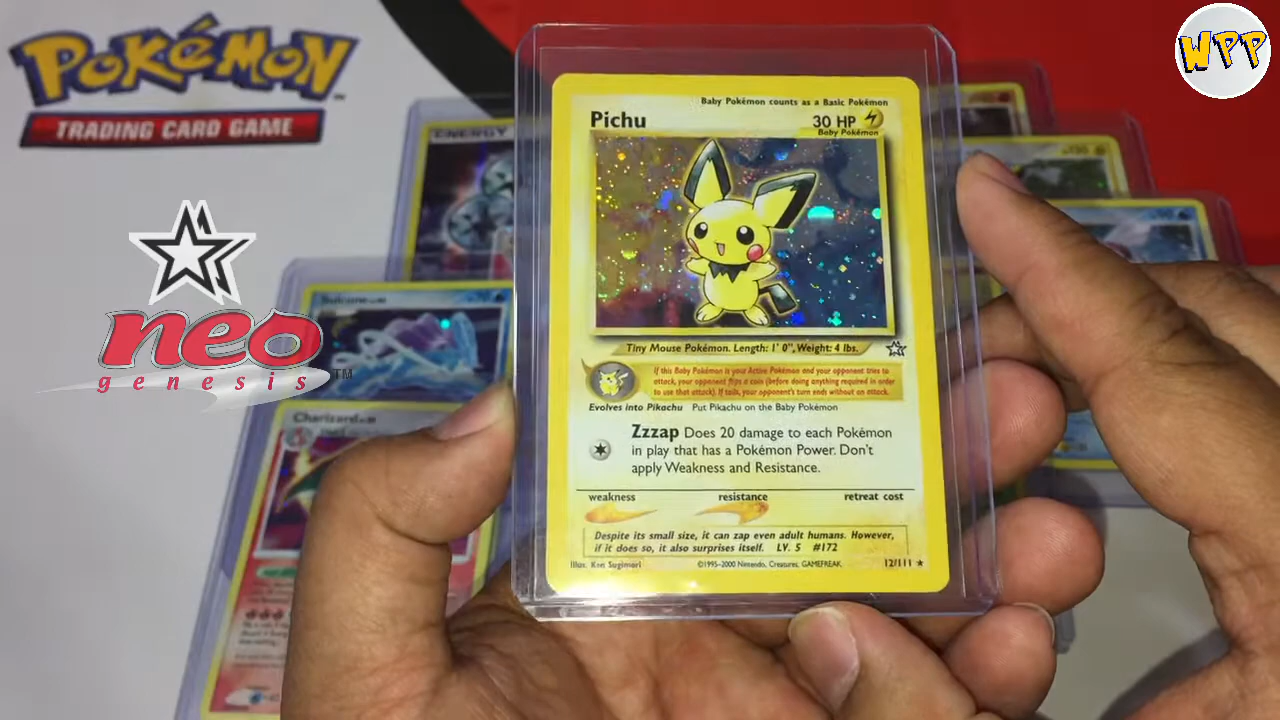 POKéMON
TRADING CARD GAME
WPP
neo
genesis TM
ENERGY
Suicune
Charizard
Baby Pokémon counts as a Basic Pokémon
Pichu
30 HP
Baby Pokémon
Tiny Mouse Pokémon. Length: 1' 0", Weight: 4 lbs.
If this Baby Pokémon is your Active Pokémon and your opponent tries to
attack, your opponent flips a coin (before doing anything required in order
to use that attack). If tails, your opponent's turn ends without an attack.
Evolves into Pikachu Put Pikachu on the Baby Pokémon
Zzzap Does 20 damage to each Pokémon
in play that has a Pokémon Power. Don't
apply Weakness and Resistance.
weakness resistance retreat cost
Despite its small size, it can zap even adult humans. However,
if it does so, it also surprises itself. LV. 5 #172
Illus. Ken Sugimori ©1995-2000 Nintendo, Creatures, GAMEFREAK. 12/111